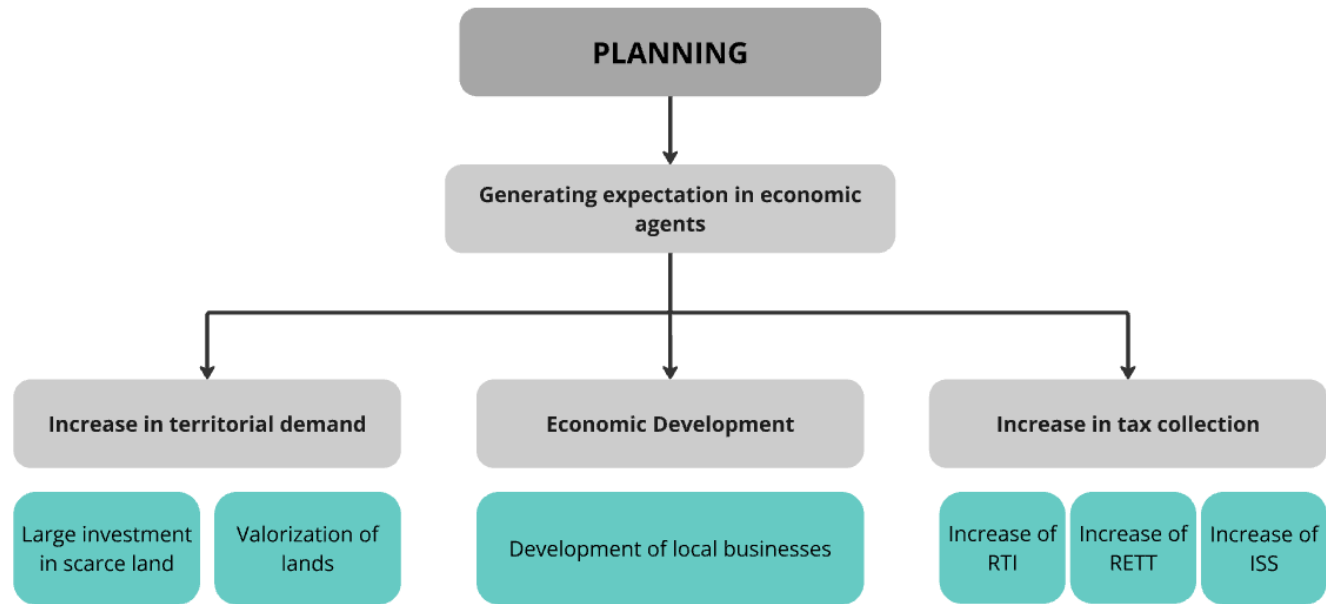 PLANNING
Generating expectation in economic
agents
Increase in territorial demand
Economic Development
Increase in tax collection
Large investment
in scarce land
Valorization of
lands
Development of local businesses
Increase of
RTI
Increase of
RETT
Increase of
ISS